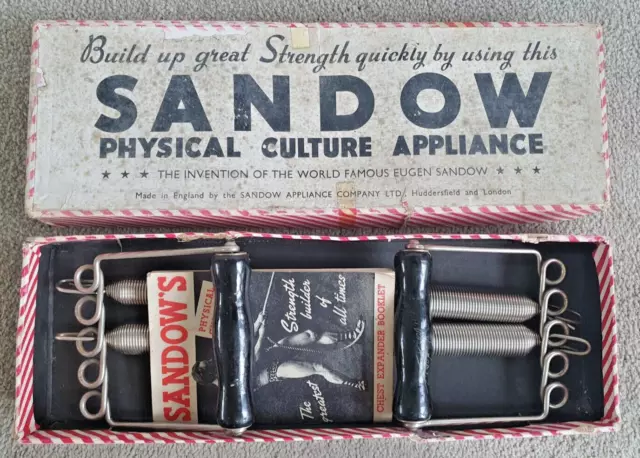 Build up great Strength quickly by using this
SANDOW
PHYSICAL CULTURE APPLIANCE
★ ★ ★ THE INVENTION OF THE WORLD FAMOUS EUGEN SANDOW ★ ★ ★
Made in England by the SANDOW APPLIANCE COMPANY LTD., Huddersfield and London
SANDOW'S
PHYSICAL
The
greatest
Strength
builder
of
all times
CHEST EXPANDER BOOKLET